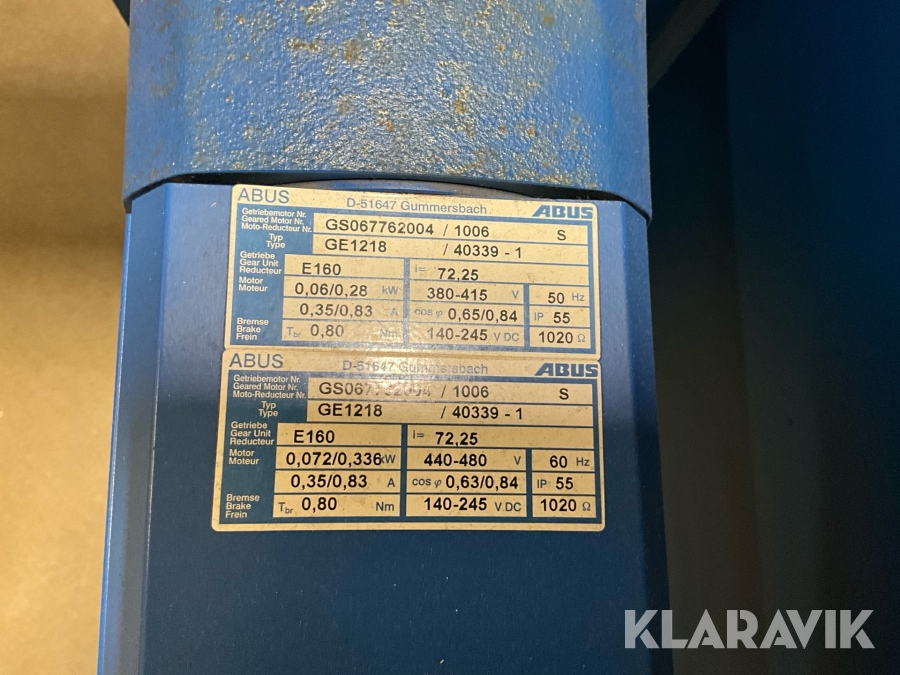 ABUS D-51647 Gummersbach ABUS
Getriebemotor Nr.
Geared Motor Nr.
Moto-Reducteur Nr. GS067762004 / 1006 S
Typ
Type GE1218 / 40339 - 1
Getriebe
Gear Unit
Reducteur E160 i= 72,25
Motor
Moteur 0,06/0,28 kW 380-415 V 50 Hz
0,35/0,83 A cos φ 0,65/0,84 IP 55
Bremse
Brake
Frein Tbr 0,80 Nm 140-245 V DC 1020 Ω
ABUS D-51647 Gummersbach ABUS
Getriebemotor Nr.
Geared Motor Nr.
Moto-Reducteur Nr. GS067762004 / 1006 S
Typ
Type GE1218 / 40339 - 1
Getriebe
Gear Unit
Reducteur E160 i= 72,25
Motor
Moteur 0,072/0,336 kW 440-480 V 60 Hz
0,35/0,83 A cos φ 0,63/0,84 IP 55
Bremse
Brake
Frein Tbr 0,80 Nm 140-245 V DC 1020 Ω
KLARAVIK